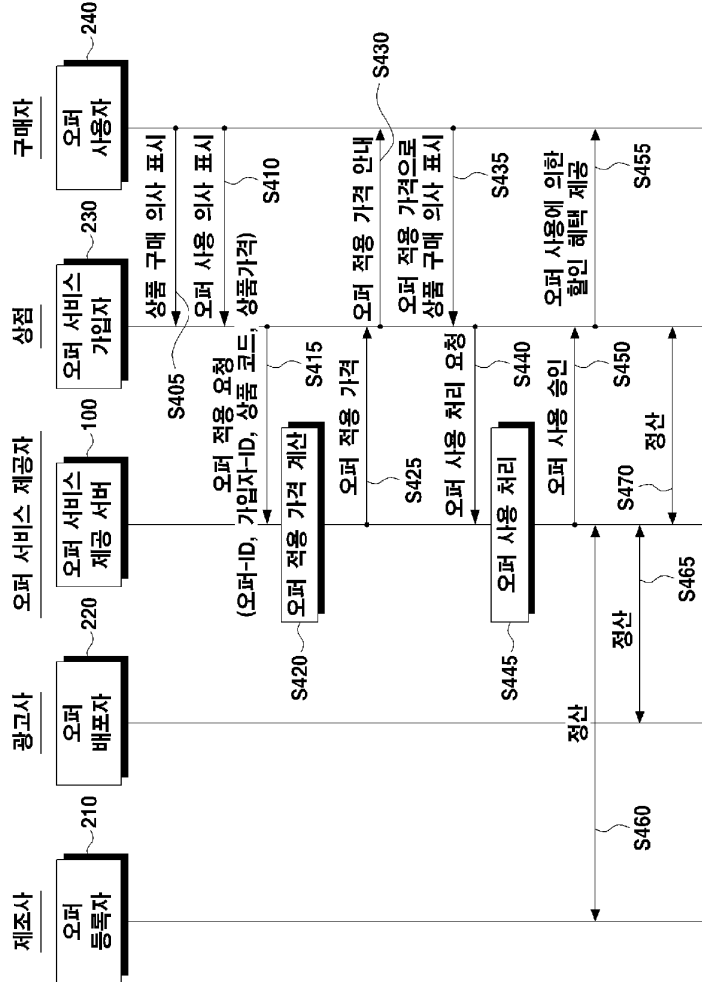 제조사
광고사
오퍼 서비스 제공자
상점
구매자
210
220
100
230
240
오퍼
등록자
오퍼
배포자
오퍼 서비스
제공 서버
오퍼 서비스
가입자
오퍼
사용자
상품 구매 의사 표시
S405
오퍼 사용 의사 표시
S410
오퍼 적용 요청
(오퍼-ID, 가입자-ID, 상품 코드, 상품가격)
S415
오퍼 적용 가격 계산
S420
오퍼 적용 가격
S425
오퍼 적용 가격 안내
S430
오퍼 적용 가격으로
상품 구매 의사 표시
S435
오퍼 사용 처리 요청
S440
오퍼 사용 처리
S445
오퍼 사용 승인
S450
오퍼 사용에 의한
할인 혜택 제공
S455
정산
S460
정산
S465
정산
S470